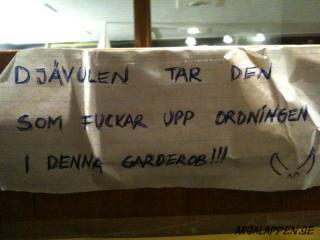 DJÄVULEN TAR DEN
SOM FUCKAR UPP ORDNINGEN
I DENNA GARDEROB!!!
ARGALAPPEN.SE